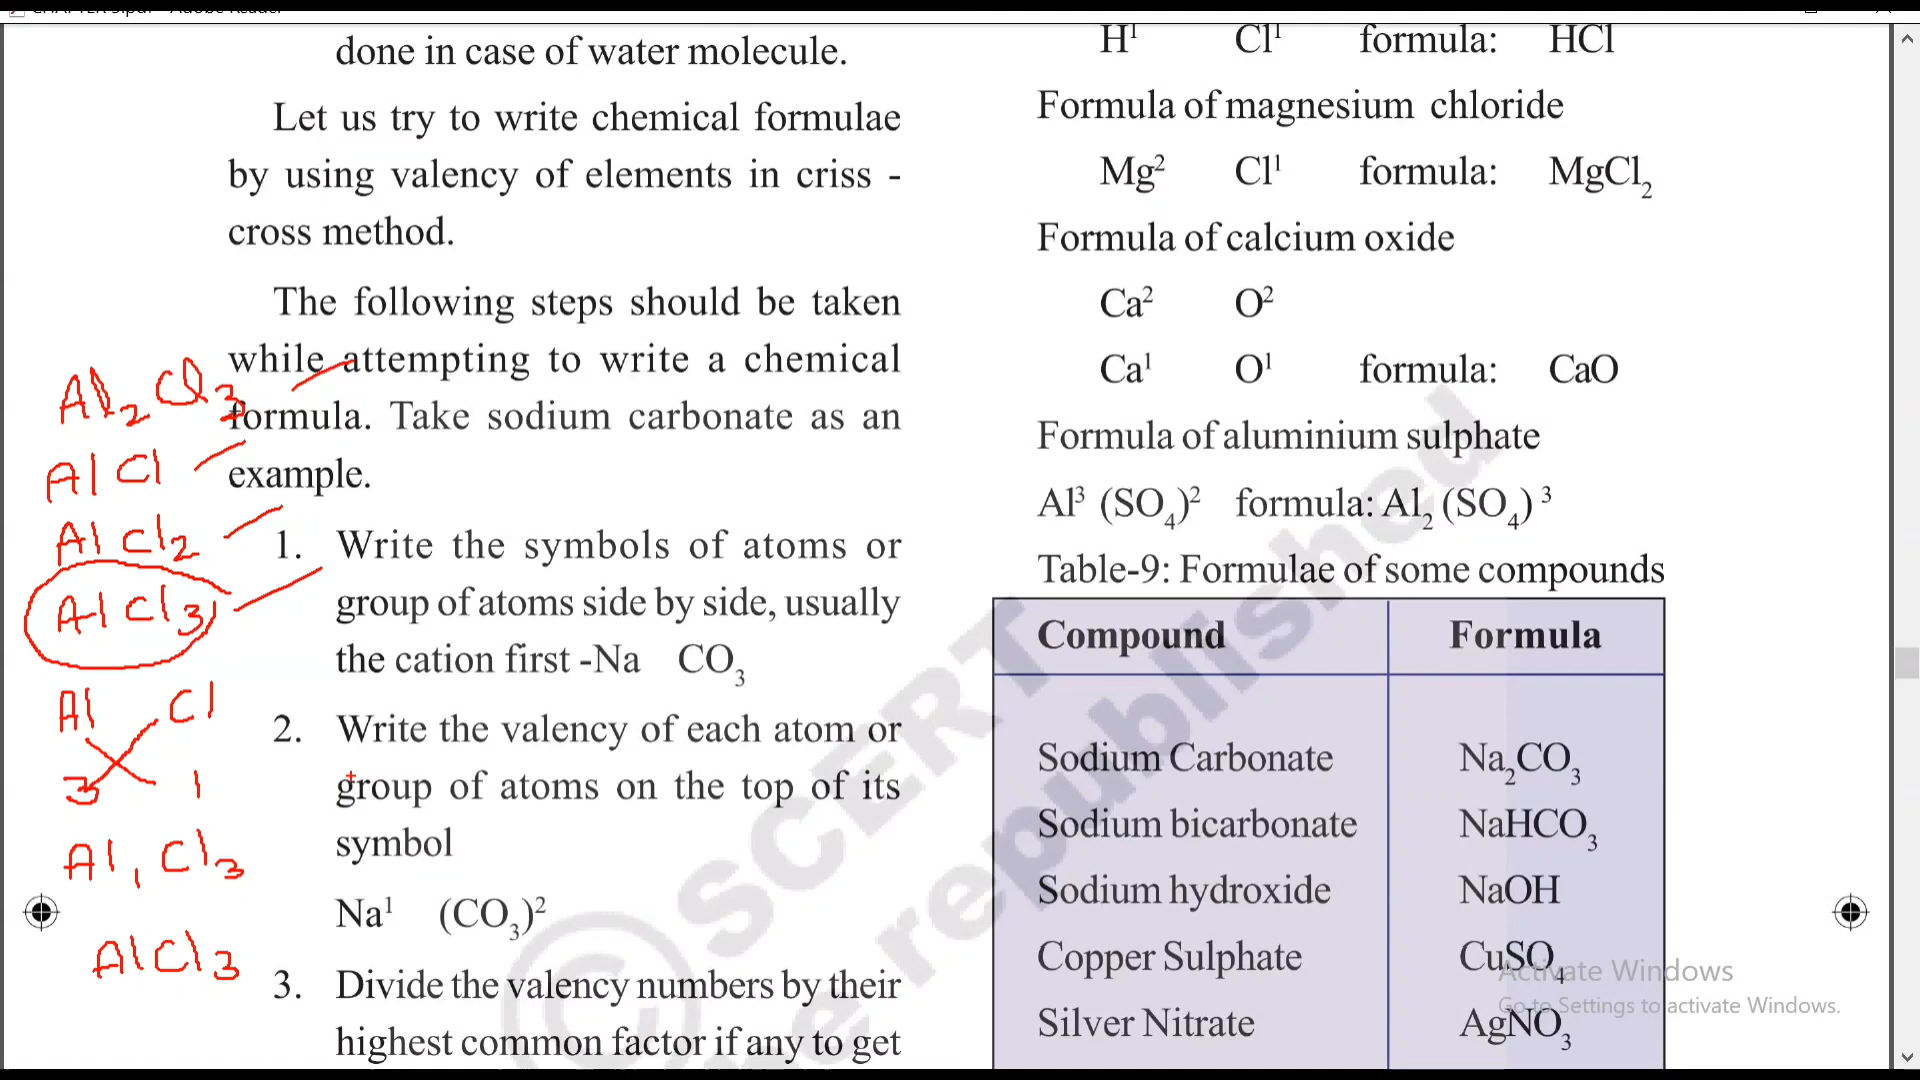 done in case of water molecule.
Let us try to write chemical formulae
by using valency of elements in criss -
cross method.
The following steps should be taken
while attempting to write a chemical
formula. Take sodium carbonate as an
example.
1. Write the symbols of atoms or
group of atoms side by side, usually
the cation first -Na CO₃
2. Write the valency of each atom or
group of atoms on the top of its
symbol
Na¹ (CO₃)²
3. Divide the valency numbers by their
highest common factor if any to get
Al₂Cl₃
AlCl
AlCl₂
AlCl₃
Al Cl
3 1
Al₁Cl₃
AlCl₃
H¹ Cl¹ formula: HCl
Formula of magnesium chloride
Mg² Cl¹ formula: MgCl₂
Formula of calcium oxide
Ca² O²
Ca¹ O¹ formula: CaO
Formula of aluminium sulphate
Al³ (SO₄)² formula: Al₂(SO₄)³
Table-9: Formulae of some compounds
Compound Formula
Sodium Carbonate Na₂CO₃
Sodium bicarbonate NaHCO₃
Sodium hydroxide NaOH
Copper Sulphate CuSO₄
Silver Nitrate AgNO₃
© SCERT
be republished
Activate Windows
Go to Settings to activate Windows.